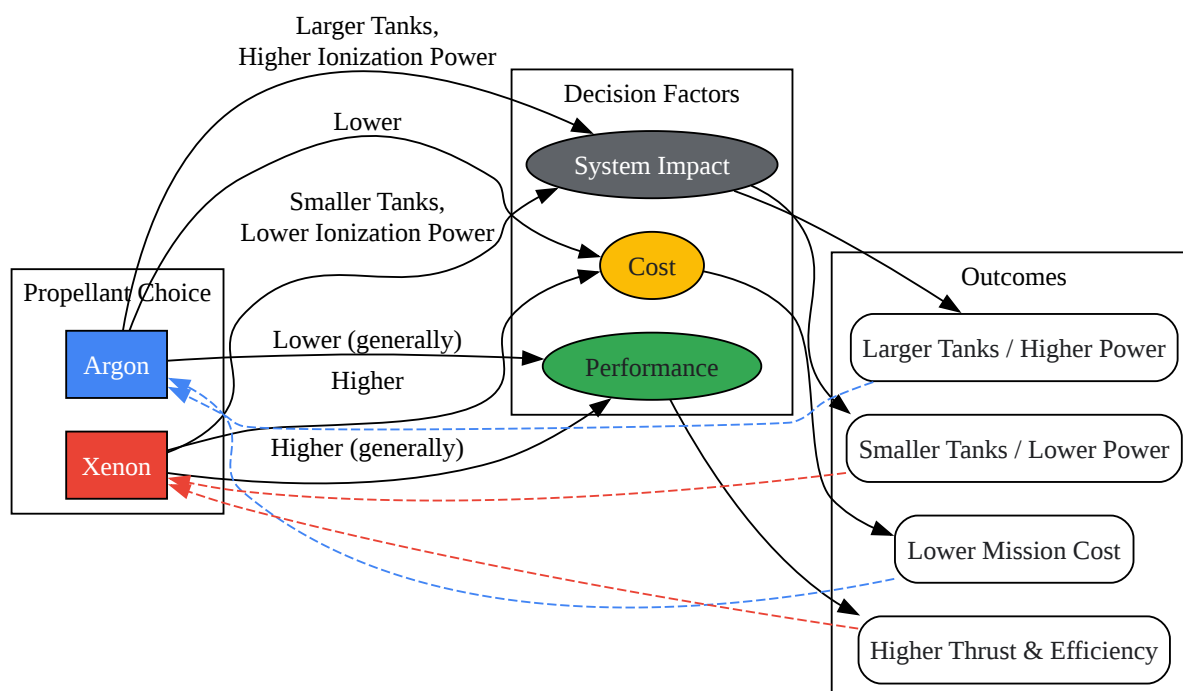 Larger Tanks,
Higher Ionization Power
Decision Factors
Lower
System Impact
Smaller Tanks,
Lower Ionization Power
Cost
Outcomes
Propellant Choice
Lower (generally)
Larger Tanks / Higher Power
Argon
Performance
Higher
Higher (generally)
Smaller Tanks / Lower Power
Xenon
Lower Mission Cost
Higher Thrust & Efficiency